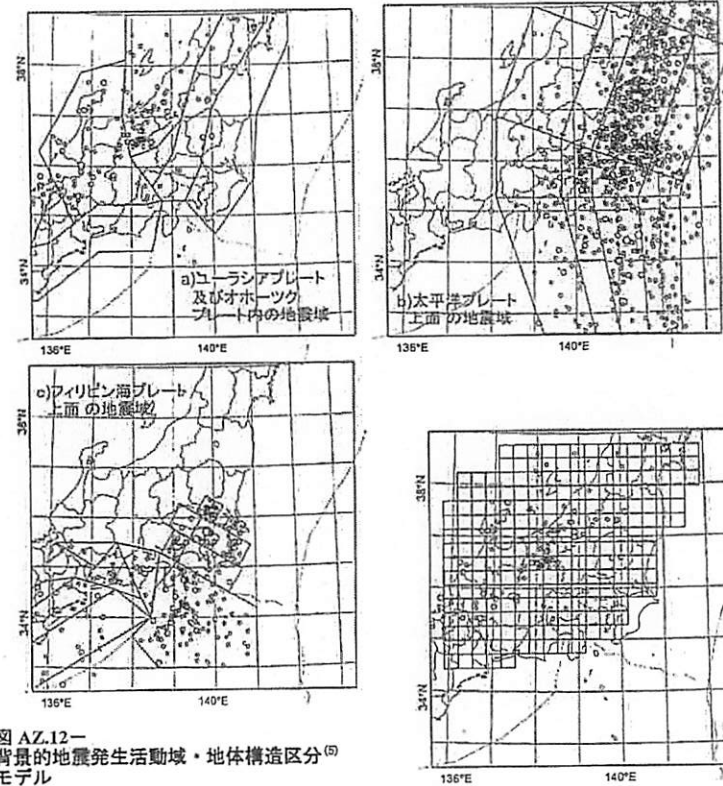 38°N
34°N
a)ユーラシアプレート
及びオホーツク
プレート内の地震域
136°E
140°E
38°N
34°N
b)太平洋プレート
上面 の地震域
136°E
140°E
c)フィリピン海プレート
上面 の地震域
38°N
34°N
136°E
140°E
38°N
34°N
136°E
140°E
図 AZ.12ー
背景的地震発生活動域・地体構造区分(5)
モデル